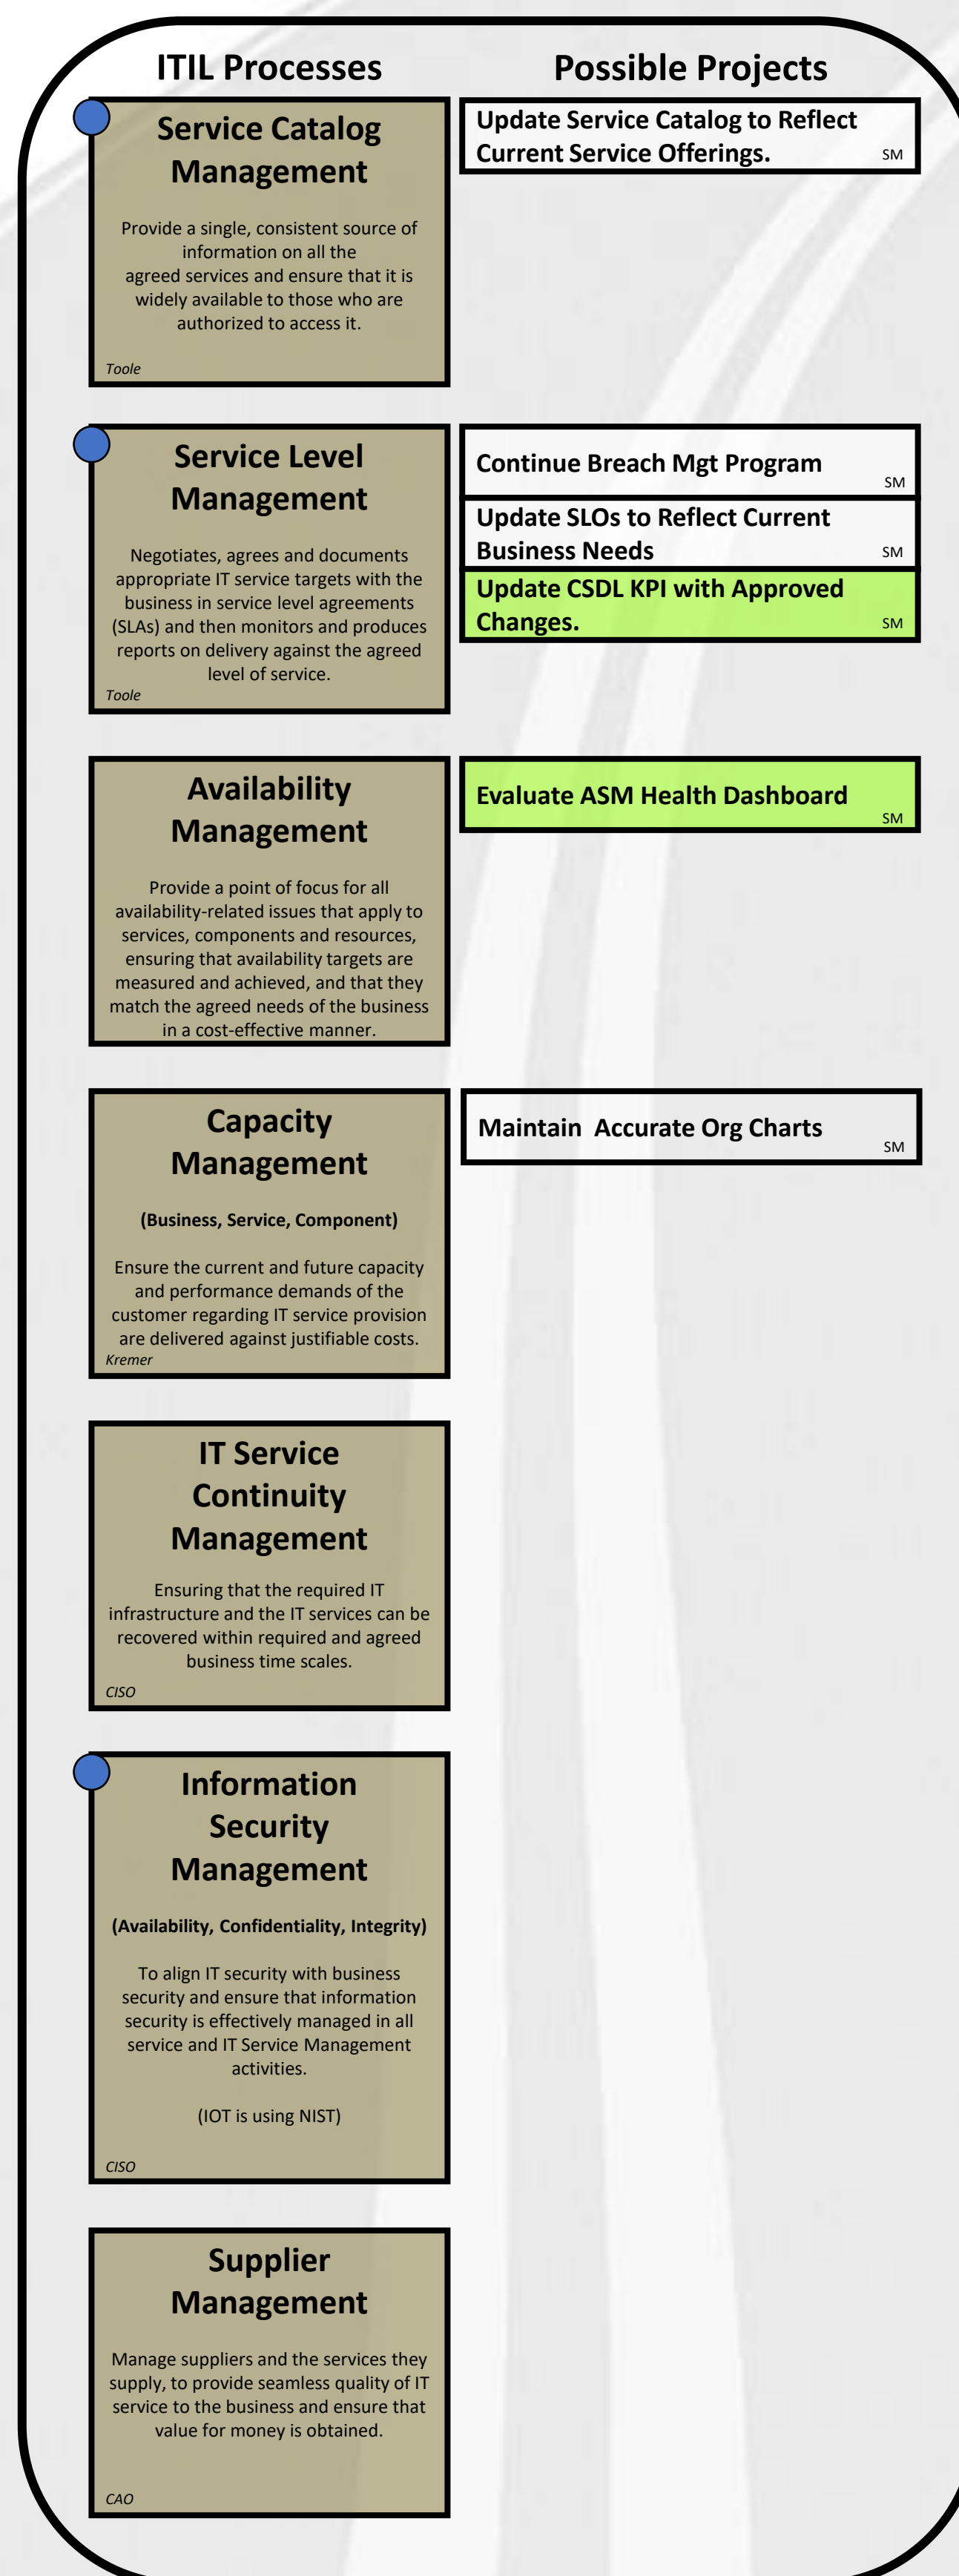 ITIL Processes
Possible Projects
Service Catalog
Management
Provide a single, consistent source of
information on all the
agreed services and ensure that it is
widely available to those who are
authorized to access it.
Toole
Update Service Catalog to Reflect
Current Service Offerings.
SM
Service Level
Management
Negotiates, agrees and documents
appropriate IT service targets with the
business in service level agreements
(SLAs) and then monitors and produces
reports on delivery against the agreed
level of service.
Toole
Continue Breach Mgt Program
SM
Update SLOs to Reflect Current
Business Needs
SM
Update CSDL KPI with Approved
Changes.
SM
Availability
Management
Provide a point of focus for all
availability-related issues that apply to
services, components and resources,
ensuring that availability targets are
measured and achieved, and that they
match the agreed needs of the business
in a cost-effective manner.
Evaluate ASM Health Dashboard
SM
Capacity
Management
(Business, Service, Component)
Ensure the current and future capacity
and performance demands of the
customer regarding IT service provision
are delivered against justifiable costs.
Kremer
Maintain  Accurate Org Charts
SM
IT Service
Continuity
Management
Ensuring that the required IT
infrastructure and the IT services can be
recovered within required and agreed
business time scales.
CISO
Information
Security
Management
(Availability, Confidentiality, Integrity)
To align IT security with business
security and ensure that information
security is effectively managed in all
service and IT Service Management
activities.
(IOT is using NIST)
CISO
Supplier
Management
Manage suppliers and the services they
supply, to provide seamless quality of IT
service to the business and ensure that
value for money is obtained.
CAO